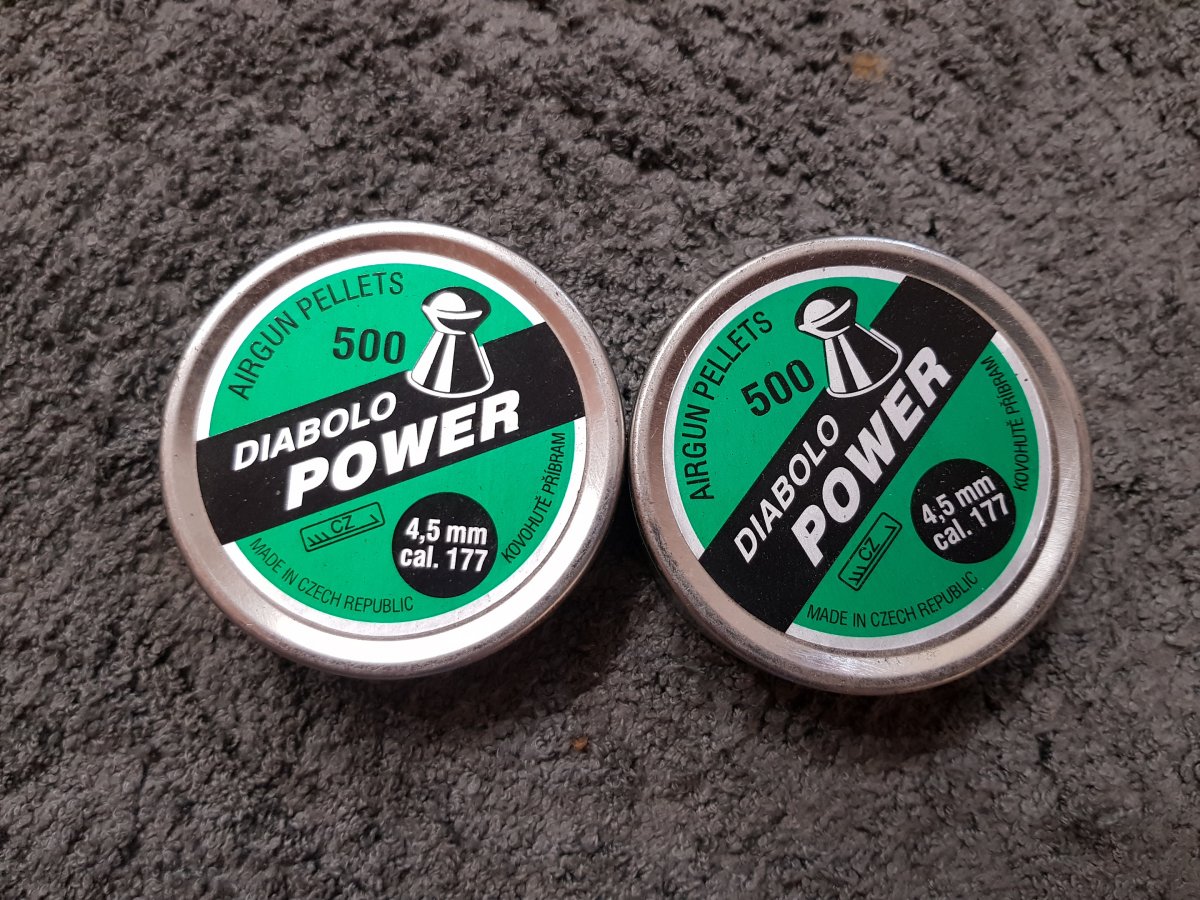 AIRGUN PELLETS
500
DIABOLO
POWER
CZ
4,5 mm
cal. 177
KOVOHUTĚ PŘÍBRAM
MADE IN CZECH REPUBLIC
AIRGUN PELLETS
500
DIABOLO
POWER
CZ
4,5 mm
cal. 177
KOVOHUTĚ PŘÍBRAM
MADE IN CZECH REPUBLIC